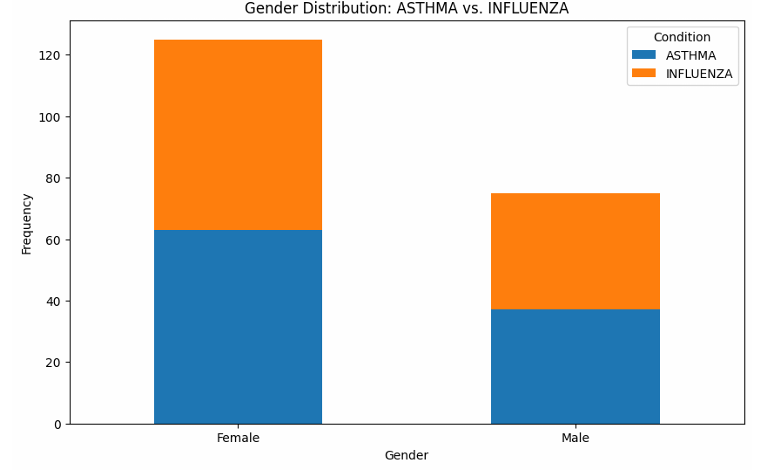 Gender Distribution: ASTHMA vs. INFLUENZA
Condition
ASTHMA
INFLUENZA
120
100
80
60
40
20
0
Frequency
Female
Male
Gender